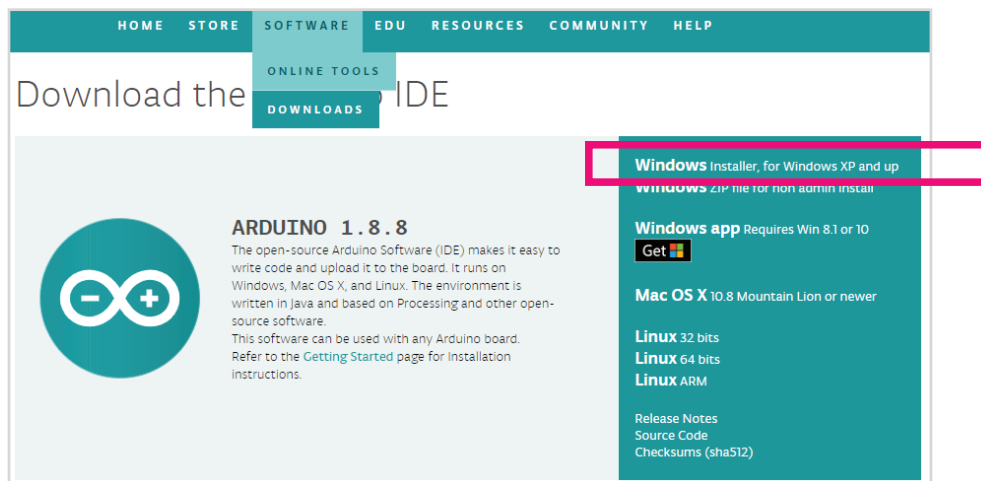 HOME STORE SOFTWARE EDU RESOURCES COMMUNITY HELP
ONLINE TOOLS
DOWNLOADS
Download the IDE
ARDUINO 1.8.8
The open-source Arduino Software (IDE) makes it easy to
write code and upload it to the board. It runs on
Windows, Mac OS X, and Linux. The environment is
written in Java and based on Processing and other open-
source software.
This software can be used with any Arduino board.
Refer to the Getting Started page for Installation
instructions.
Windows Installer, for Windows XP and up
Windows ZIP file for non admin install
Windows app Requires Win 8.1 or 10
Get
Mac OS X 10.8 Mountain Lion or newer
Linux 32 bits
Linux 64 bits
Linux ARM
Release Notes
Source Code
Checksums (sha512)